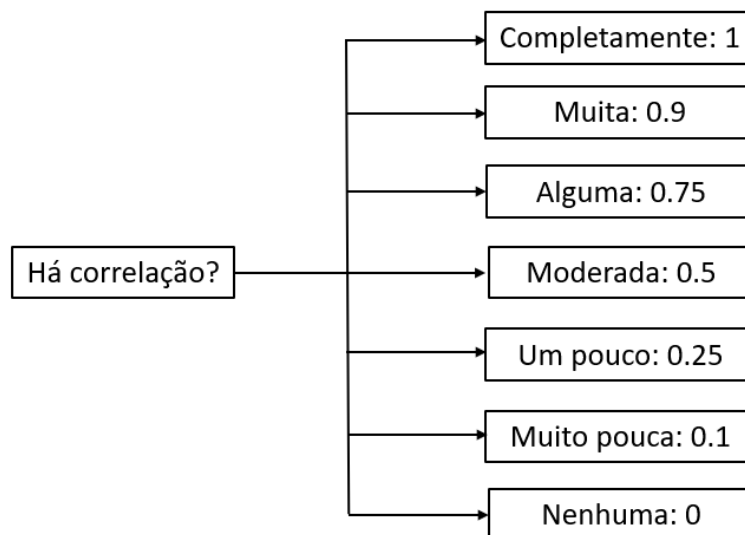 Completamente: 1
Muita: 0.9
Alguma: 0.75
Há correlação?
Moderada: 0.5
Um pouco: 0.25
Muito pouca: 0.1
Nenhuma: 0